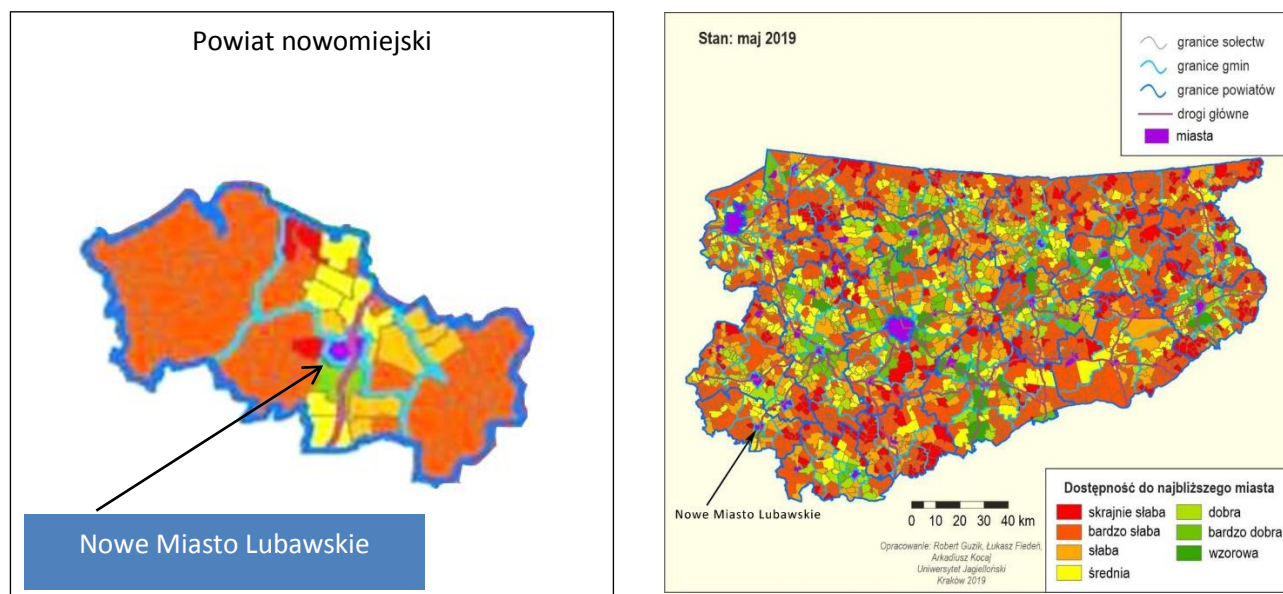 Powiat nowomiejski
Nowe Miasto Lubawskie
Stan: maj 2019
granice sołectw
granice gmin
granice powiatów
drogi główne
miasta
Nowe Miasto Lubawskie
0 10 20 30 40 km
Opracowanie: Robert Guzik, Łukasz Fiedeń,
Arkadiusz Kocaj
Uniwersytet Jagielloński
Kraków 2019
Dostępność do najbliższego miasta
skrajnie słaba
bardzo słaba
słaba
średnia
dobra
bardzo dobra
wzorowa